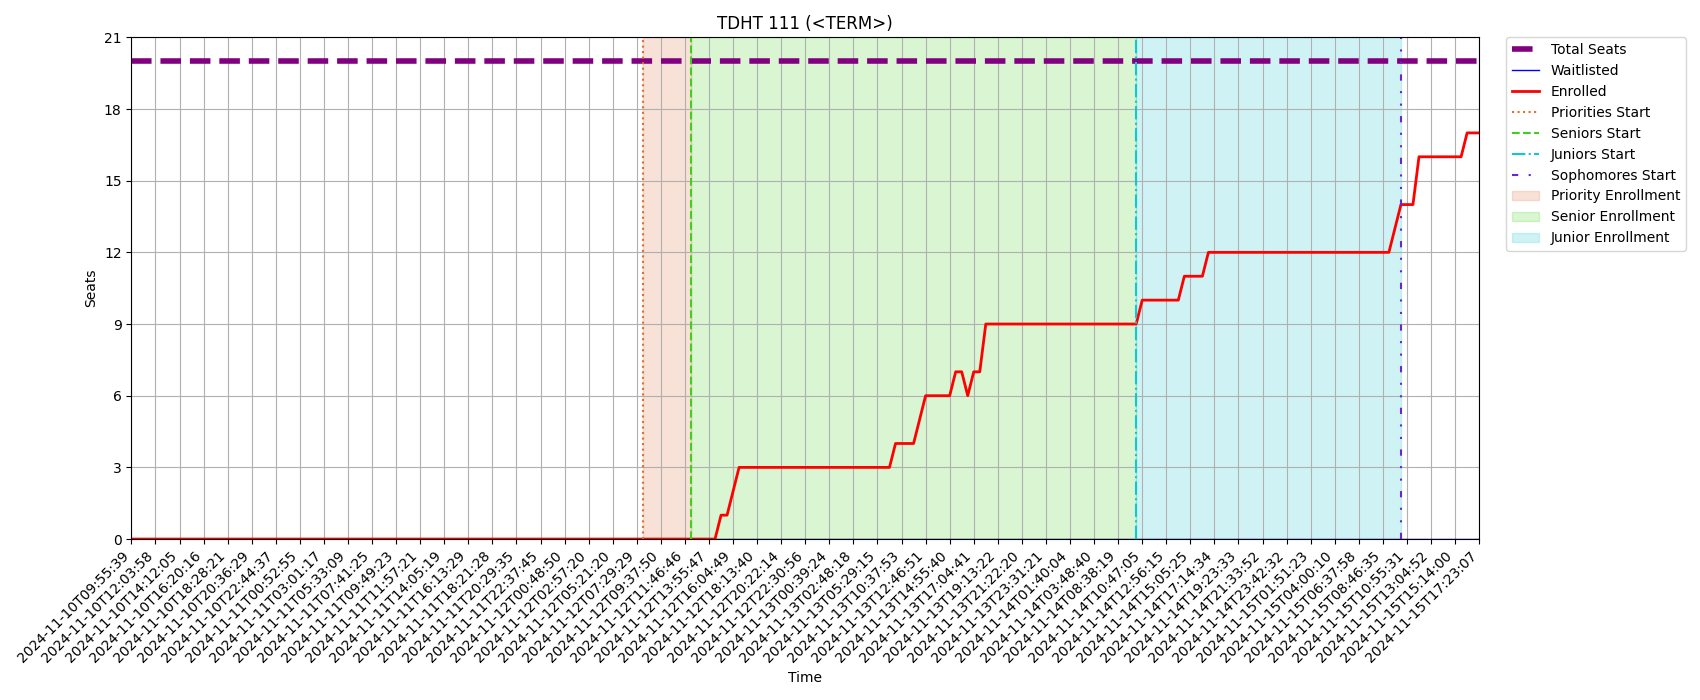 TDHT 111 (<TERM>)
21
18
15
12
9
6
3
0
Seats
2024-11-10T09:55:39
2024-11-10T12:03:58
2024-11-10T14:12:05
2024-11-10T16:20:16
2024-11-10T18:28:21
2024-11-10T20:36:29
2024-11-10T22:44:37
2024-11-11T00:52:55
2024-11-11T03:01:17
2024-11-11T05:33:09
2024-11-11T07:41:25
2024-11-11T09:49:23
2024-11-11T11:57:21
2024-11-11T14:05:19
2024-11-11T16:13:29
2024-11-11T18:21:28
2024-11-11T20:29:35
2024-11-11T22:37:45
2024-11-12T00:48:50
2024-11-12T02:57:20
2024-11-12T05:21:20
2024-11-12T07:29:29
2024-11-12T09:37:50
2024-11-12T11:46:46
2024-11-12T13:55:47
2024-11-12T16:04:49
2024-11-12T18:13:40
2024-11-12T20:22:14
2024-11-12T22:30:56
2024-11-13T00:39:24
2024-11-13T02:48:18
2024-11-13T05:29:15
2024-11-13T10:37:53
2024-11-13T12:46:51
2024-11-13T14:55:40
2024-11-13T17:04:41
2024-11-13T19:13:22
2024-11-13T21:22:20
2024-11-13T23:31:21
2024-11-14T01:40:04
2024-11-14T03:48:40
2024-11-14T08:38:19
2024-11-14T10:47:05
2024-11-14T12:56:15
2024-11-14T15:05:25
2024-11-14T17:14:34
2024-11-14T19:23:33
2024-11-14T21:33:52
2024-11-14T23:42:32
2024-11-15T01:51:23
2024-11-15T04:00:10
2024-11-15T06:37:58
2024-11-15T08:46:35
2024-11-15T10:55:31
2024-11-15T13:04:52
2024-11-15T15:14:00
2024-11-15T17:23:07
Time
Total Seats
Waitlisted
Enrolled
Priorities Start
Seniors Start
Juniors Start
Sophomores Start
Priority Enrollment
Senior Enrollment
Junior Enrollment